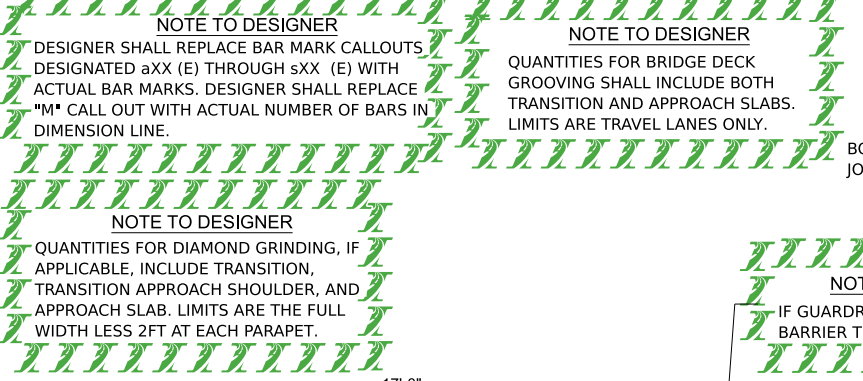 NOTE TO DESIGNER
DESIGNER SHALL REPLACE BAR MARK CALLOUTS
DESIGNATED aXX (E) THROUGH sXX (E) WITH
ACTUAL BAR MARKS. DESIGNER SHALL REPLACE
"M" CALL OUT WITH ACTUAL NUMBER OF BARS IN
DIMENSION LINE.
NOTE TO DESIGNER
QUANTITIES FOR BRIDGE DECK
GROOVING SHALL INCLUDE BOTH
TRANSITION AND APPROACH SLABS.
LIMITS ARE TRAVEL LANES ONLY.
NOTE TO DESIGNER
QUANTITIES FOR DIAMOND GRINDING, IF
APPLICABLE, INCLUDE TRANSITION,
TRANSITION APPROACH SHOULDER, AND
APPROACH SLAB. LIMITS ARE THE FULL
WIDTH LESS 2FT AT EACH PARAPET.
IF
BARRIER